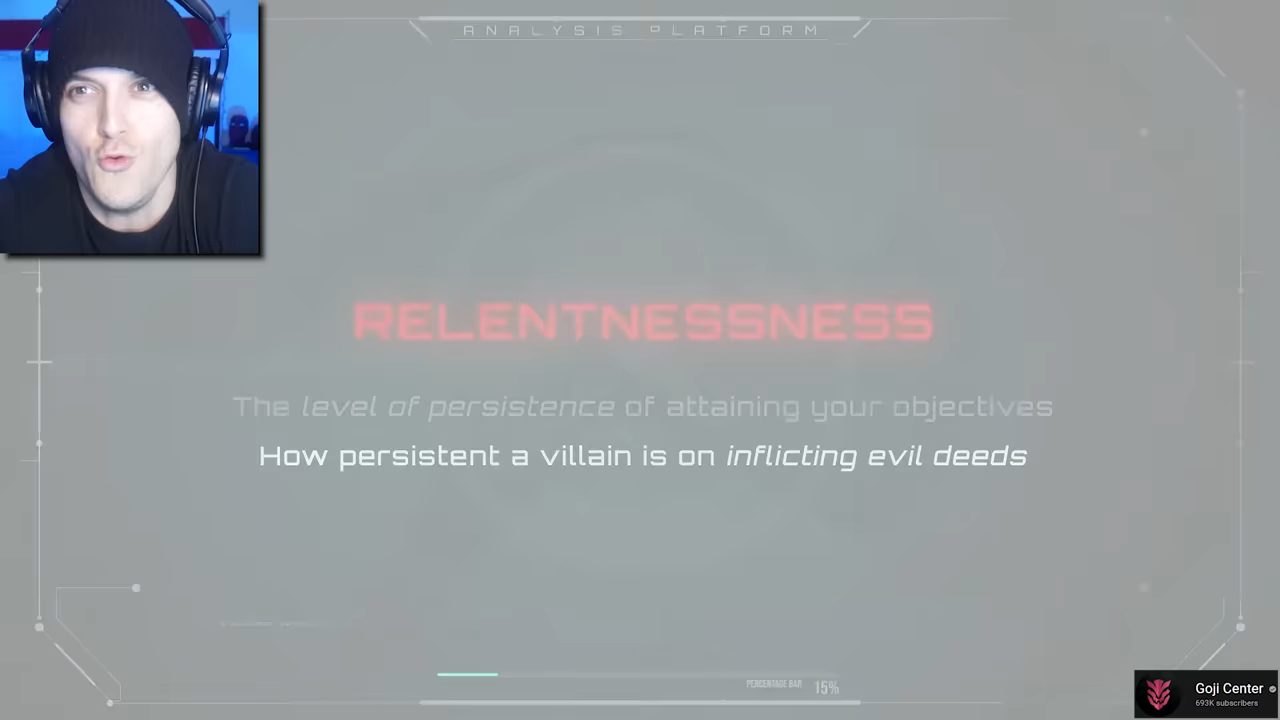 ANALYSIS PLATFORM
RELENTNESSNESS
The level of persistence of attaining your objectives
How persistent a villain is on inflicting evil deeds
PERCENTAGE BAR 15%
Goji Center
693K subscribers